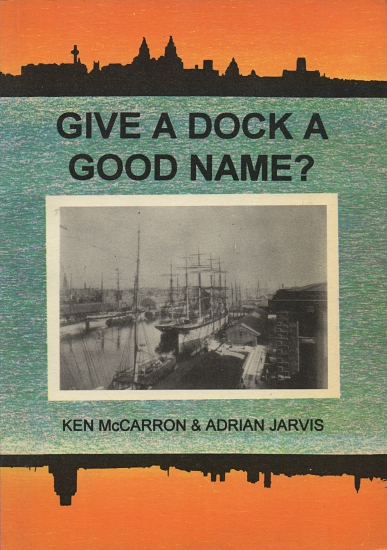 GIVE A DOCK A
GOOD NAME?
KEN McCARRON & ADRIAN JARVIS